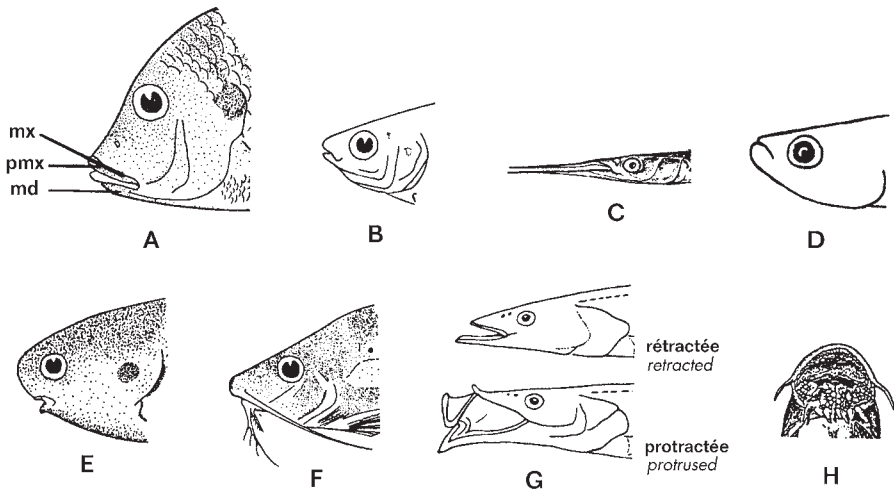 mx
pmx
md
A
B
C
D
E
F
G
rétractée
retracted
protractée
protrused
H